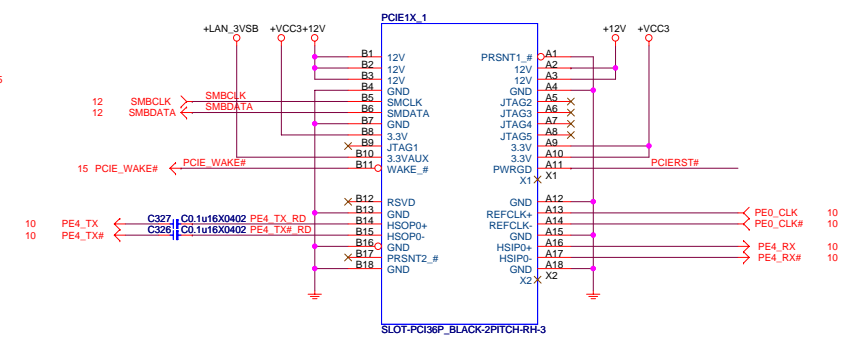 PCIE1X_1
+LAN_3VSB +VCC3 +12V +12V +VCC3
B1 12V PRSNT1_# A1
B2 12V 12V A2
B3 12V 12V A3
B4 GND GND A4
12 SMBCLK SMBCLK B5 SMCLK JTAG2 A5
12 SMBDATA SMBDATA B6 SMDATA JTAG3 A6
B7 GND JTAG4 A7
B8 3.3V JTAG5 A8
B9 JTAG1 3.3V A9
B10 3.3VAUX 3.3V A10
15 PCIE_WAKE# PCIE_WAKE# B11 WAKE_# PWRGD A11 PCIERST#
X1 X1
B12 RSVD GND A12
B13 GND REFCLK+ A13 PE0_CLK 10
10 PE4_TX C327 C0.1u16X0402 PE4_TX_RD B14 HSOP0+ REFCLK- A14 PE0_CLK# 10
10 PE4_TX# C326 C0.1u16X0402 PE4_TX#_RD B15 HSOP0- GND A15
B16 GND HSIP0+ A16 PE4_RX 10
B17 PRSNT2_# HSIP0- A17 PE4_RX# 10
B18 GND GND A18
X2 X2
SLOT-PCI36P_BLACK-2PITCH-RH-3